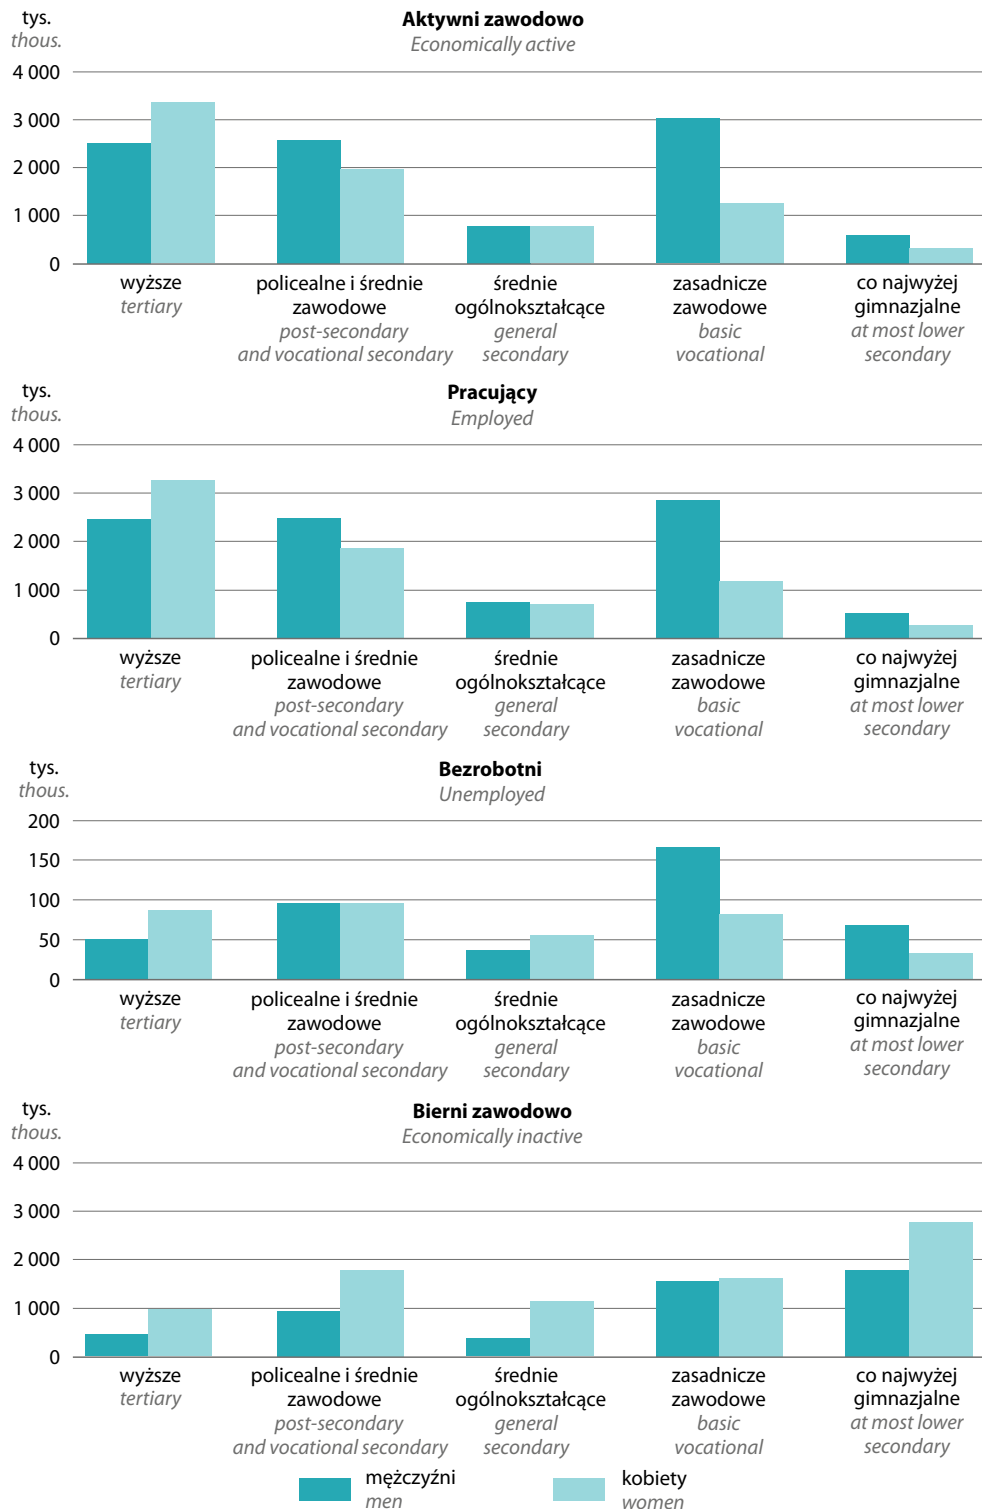 tys.
thous.
Aktywni zawodowo
Economically active
4 000
3 000
2 000
1 000
0
wyższe
tertiary
policealne i średnie
zawodowe
post-secondary
and vocational secondary
średnie
ogólnokształcące
general
secondary
zasadnicze
zawodowe
basic
vocational
co najwyżej
gimnazjalne
at most lower
secondary
tys.
thous.
Pracujący
Employed
4 000
3 000
2 000
1 000
0
wyższe
tertiary
policealne i średnie
zawodowe
post-secondary
and vocational secondary
średnie
ogólnokształcące
general
secondary
zasadnicze
zawodowe
basic
vocational
co najwyżej
gimnazjalne
at most lower
secondary
tys.
thous.
Bezrobotni
Unemployed
200
150
100
50
0
wyższe
tertiary
policealne i średnie
zawodowe
post-secondary
and vocational secondary
średnie
ogólnokształcące
general
secondary
zasadnicze
zawodowe
basic
vocational
co najwyżej
gimnazjalne
at most lower
secondary
tys.
thous.
Bierni zawodowo
Economically inactive
4 000
3 000
2 000
1 000
0
wyższe
tertiary
policealne i średnie
zawodowe
post-secondary
and vocational secondary
średnie
ogólnokształcące
general
secondary
zasadnicze
zawodowe
basic
vocational
co najwyżej
gimnazjalne
at most lower
secondary
mężczyźni
men
kobiety
women